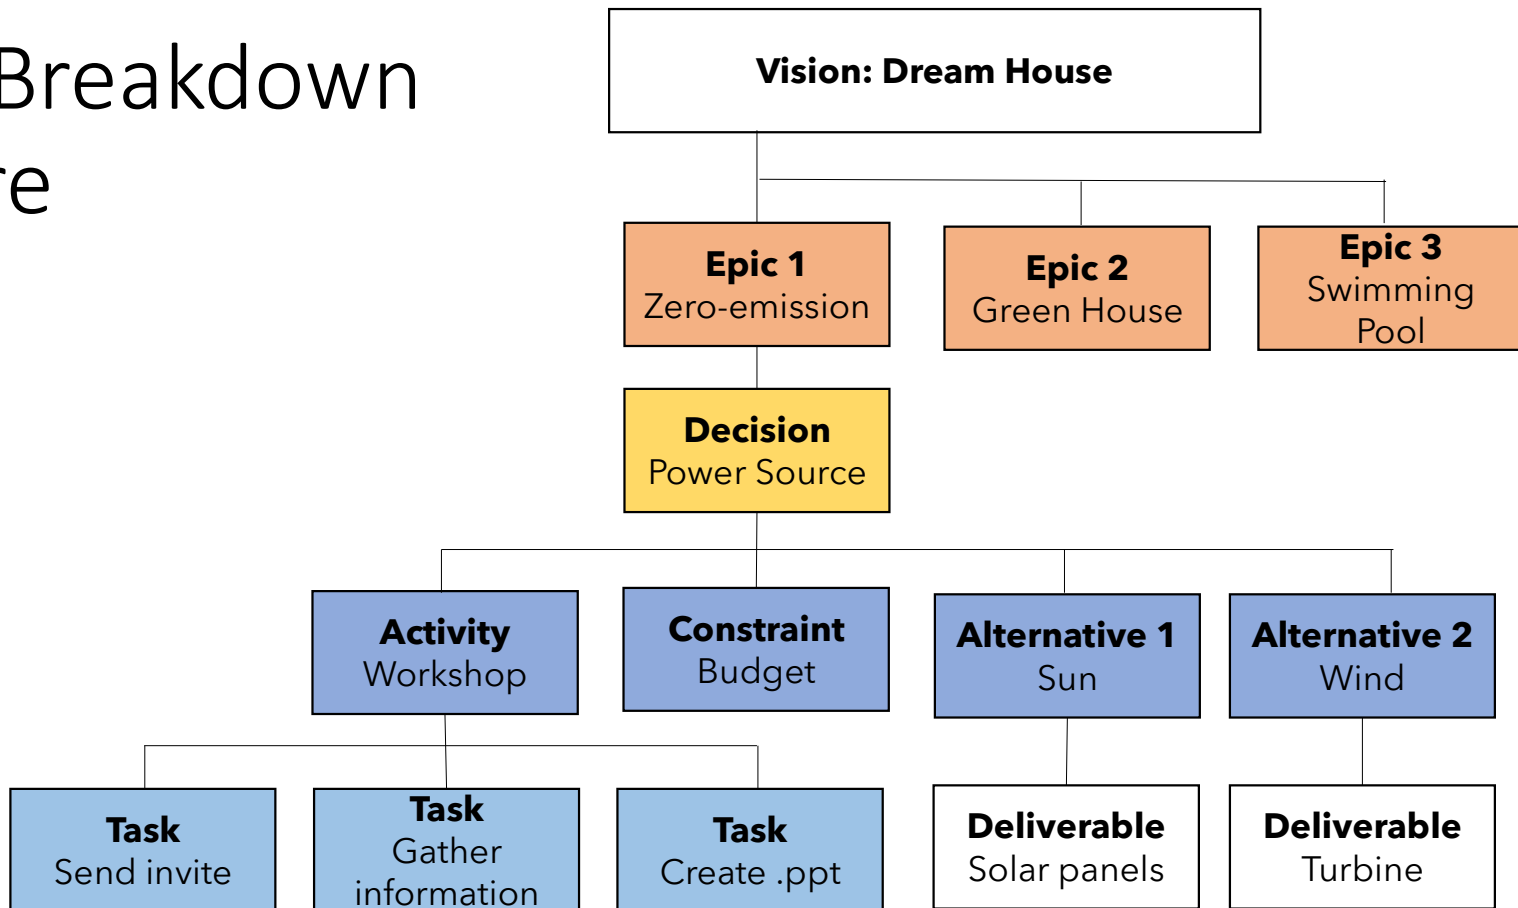 Breakdown
re
Vision: Dream House
Epic 1
Zero-emission
Epic 2
Green House
Epic 3
Swimming
Pool
Decision
Power Source
Activity
Workshop
Constraint
Budget
Alternative 1
Sun
Alternative 2
Wind
Task
Send invite
Task
Gather
information
Task
Create .ppt
Deliverable
Solar panels
Deliverable
Turbine